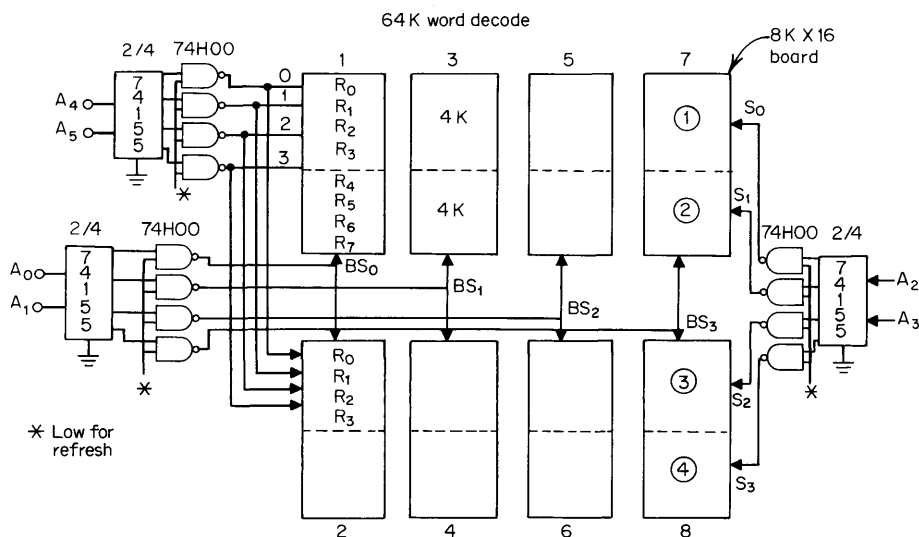 64 K word decode
2/4 74H00
1 3 5 7
8K X 16
board
A4
A5
7
4
1
5
5
*
0
1
2
3
R0
R1
R2
R3
R4
R5
R6
R7
4 K
4 K
1
2
S0
S1
2/4
74H00
A0
A1
7
4
1
5
5
*
BS0
BS1
BS2
BS3
74H00
2/4
7
4
1
5
5
A2
A3
*
S2
S3
R0
R1
R2
R3
3
4
* Low for
refresh
2 4 6 8